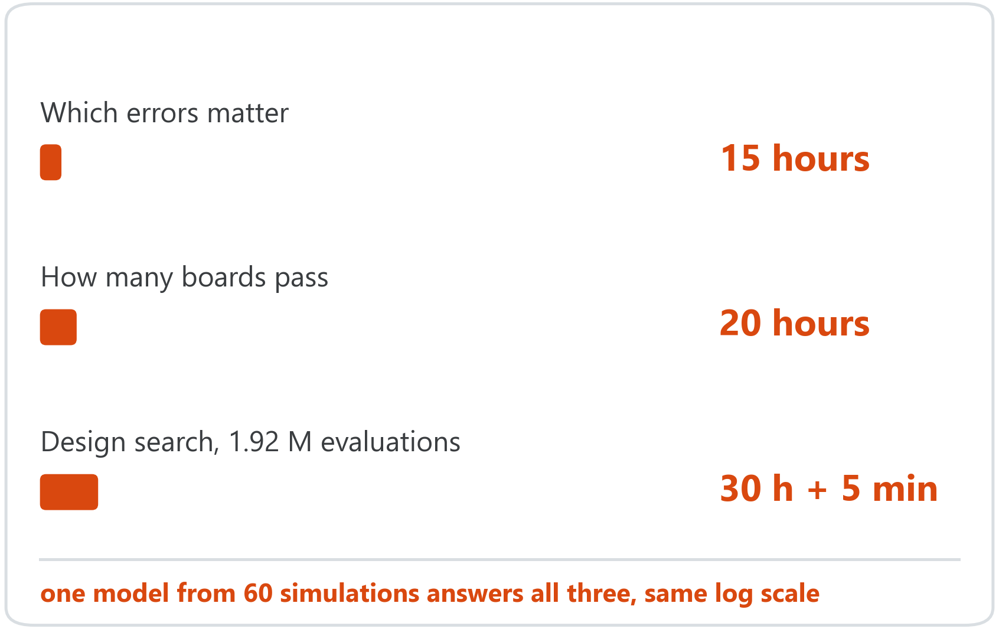 Which errors matter
15 hours
How many boards pass
20 hours
Design search, 1.92 M evaluations
30 h + 5 min
one model from 60 simulations answers all three, same log scale